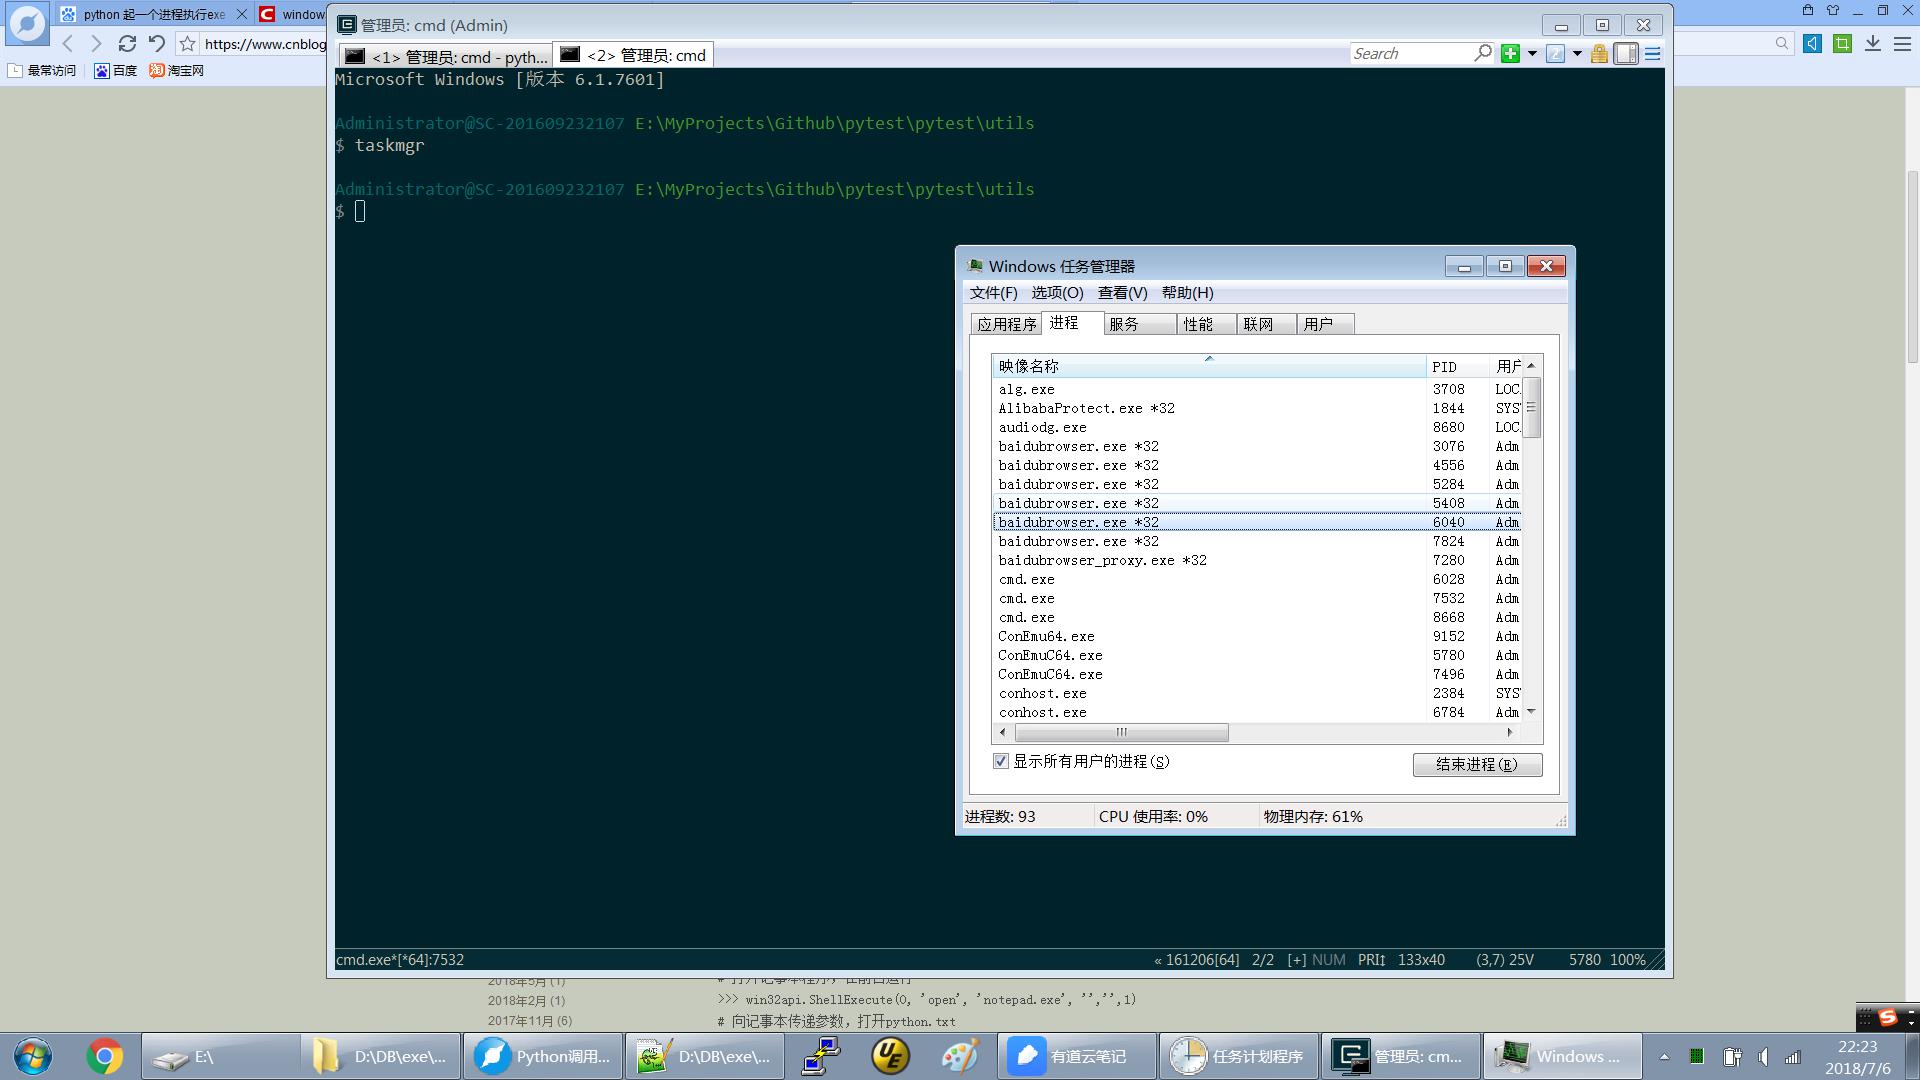 python 起一个进程执行exe
window
https://www.cnblog
最常访问
百度
淘宝网
管理员: cmd (Admin)
<1> 管理员: cmd - pyth...
<2> 管理员: cmd
Search
Microsoft Windows [版本 6.1.7601]
Administrator@SC-201609232107 E:\MyProjects\Github\pytest\pytest\utils
$ taskmgr
Administrator@SC-201609232107 E:\MyProjects\Github\pytest\pytest\utils
$
Windows 任务管理器
文件(F) 选项(O) 查看(V) 帮助(H)
应用程序 进程 服务 性能 联网 用户
映像名称 PID 用户
alg.exe 3708 LOC
AlibabaProtect.exe *32 1844 SYS
audiodg.exe 8680 LOC
baidubrowser.exe *32 3076 Adm
baidubrowser.exe *32 4556 Adm
baidubrowser.exe *32 5284 Adm
baidubrowser.exe *32 5408 Adm
baidubrowser.exe *32 6040 Adm
baidubrowser.exe *32 7824 Adm
baidubrowser_proxy.exe *32 7280 Adm
cmd.exe 6028 Adm
cmd.exe 7532 Adm
cmd.exe 8668 Adm
ConEmu64.exe 9152 Adm
ConEmuC64.exe 5780 Adm
ConEmuC64.exe 7496 Adm
conhost.exe 2384 SYS
conhost.exe 6784 Adm
显示所有用户的进程(S)
结束进程(E)
进程数: 93 CPU 使用率: 0% 物理内存: 61%
cmd.exe*[*64]:7532 « 161206[64] 2/2 [+] NUM PRI↕ 133x40 (3,7) 25V 5780 100%
2018年5月 (1)
# 打开记事本程序，在前台运行
2018年2月 (1)
>>> win32api.ShellExecute(0, 'open', 'notepad.exe', '','',1)
2017年11月 (6)
# 向记事本传递参数，打开python.txt
E:\
D:\DB\exe\...
Python调用...
D:\DB\exe\...
有道云笔记
任务计划程序
管理员: cm...
Windows ...
22:23
2018/7/6